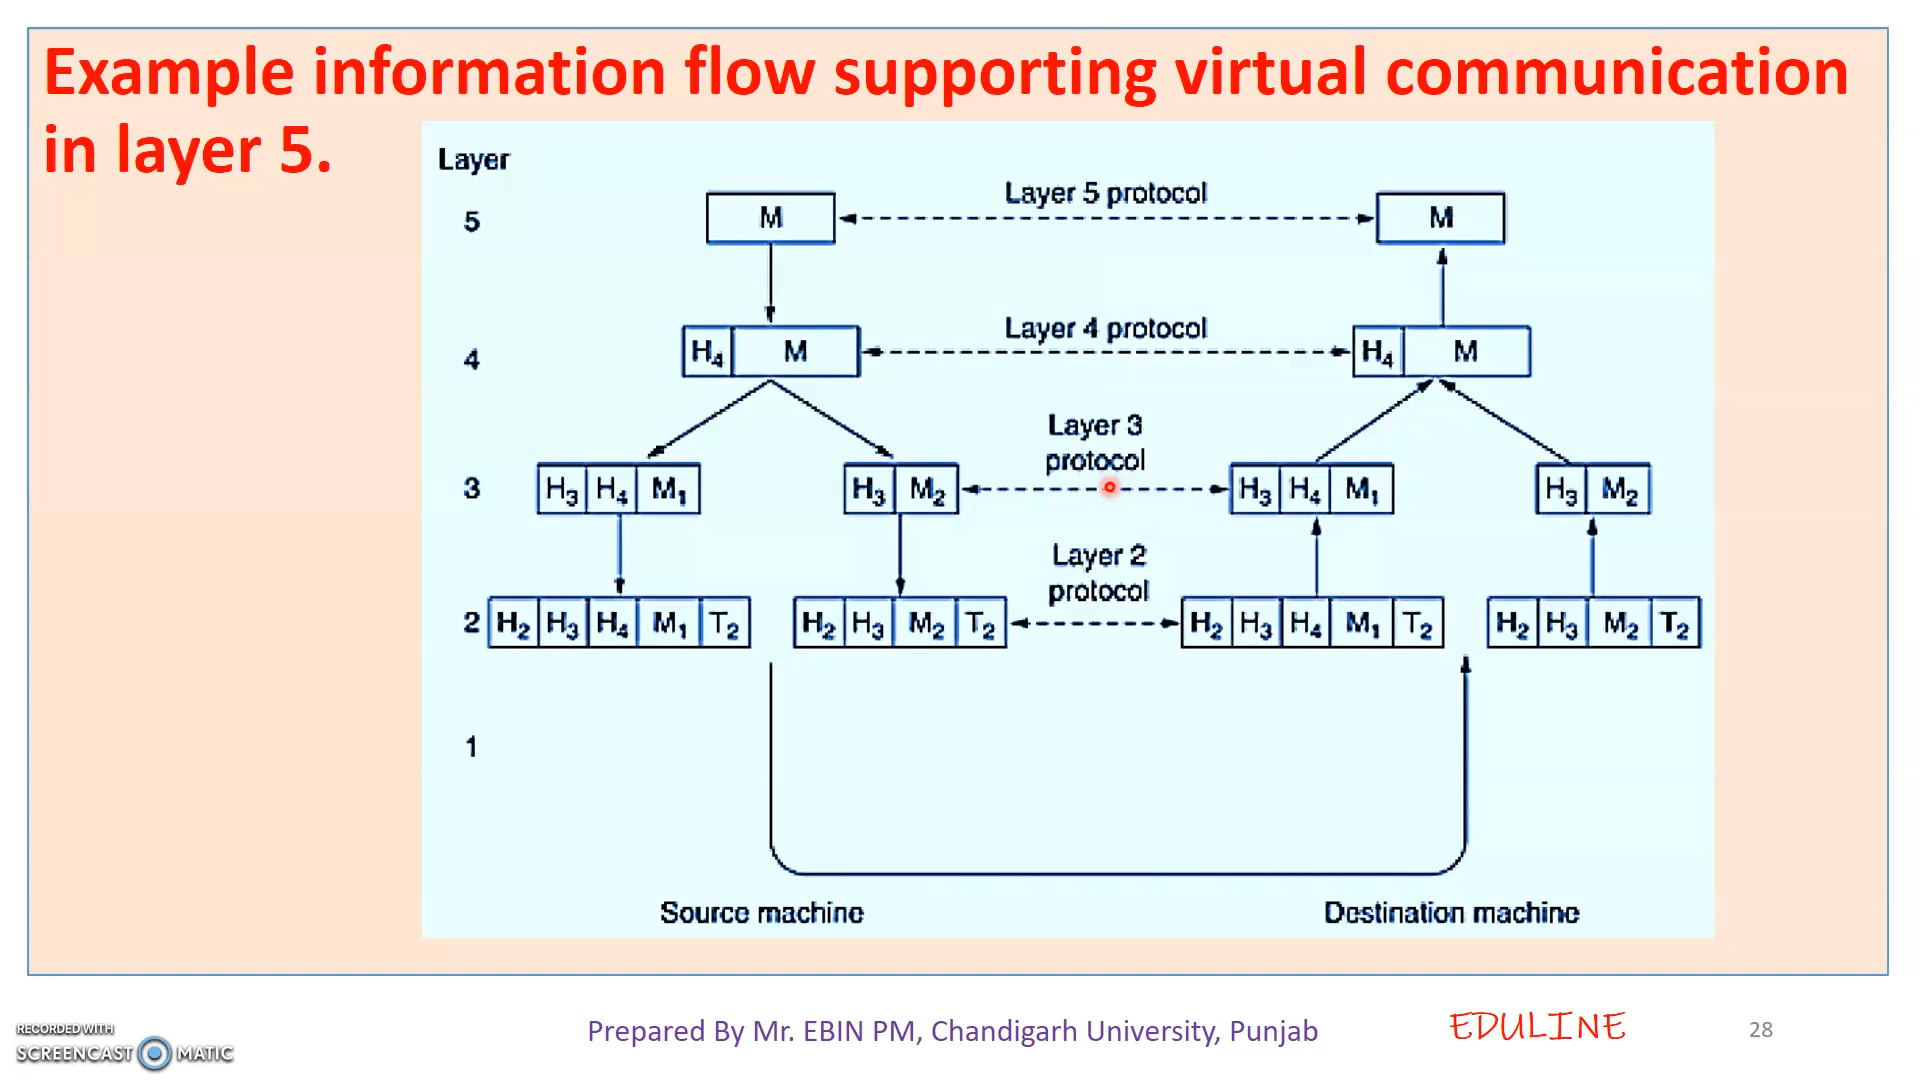 Example information flow supporting virtual communication
in layer 5.
Layer
5
M
Layer 5 protocol
M
4
H4 M
Layer 4 protocol
H4 M
3
H3 H4 M1
H3 M2
Layer 3
protocol
H3 H4 M1
H3 M2
2
H2 H3 H4 M1 T2
H2 H3 M2 T2
Layer 2
protocol
H2 H3 H4 M1 T2
H2 H3 M2 T2
1
Source machine
Destination machine
RECORDED WITH
SCREENCAST MATIC
Prepared By Mr. EBIN PM, Chandigarh University, Punjab
EDULINE
28